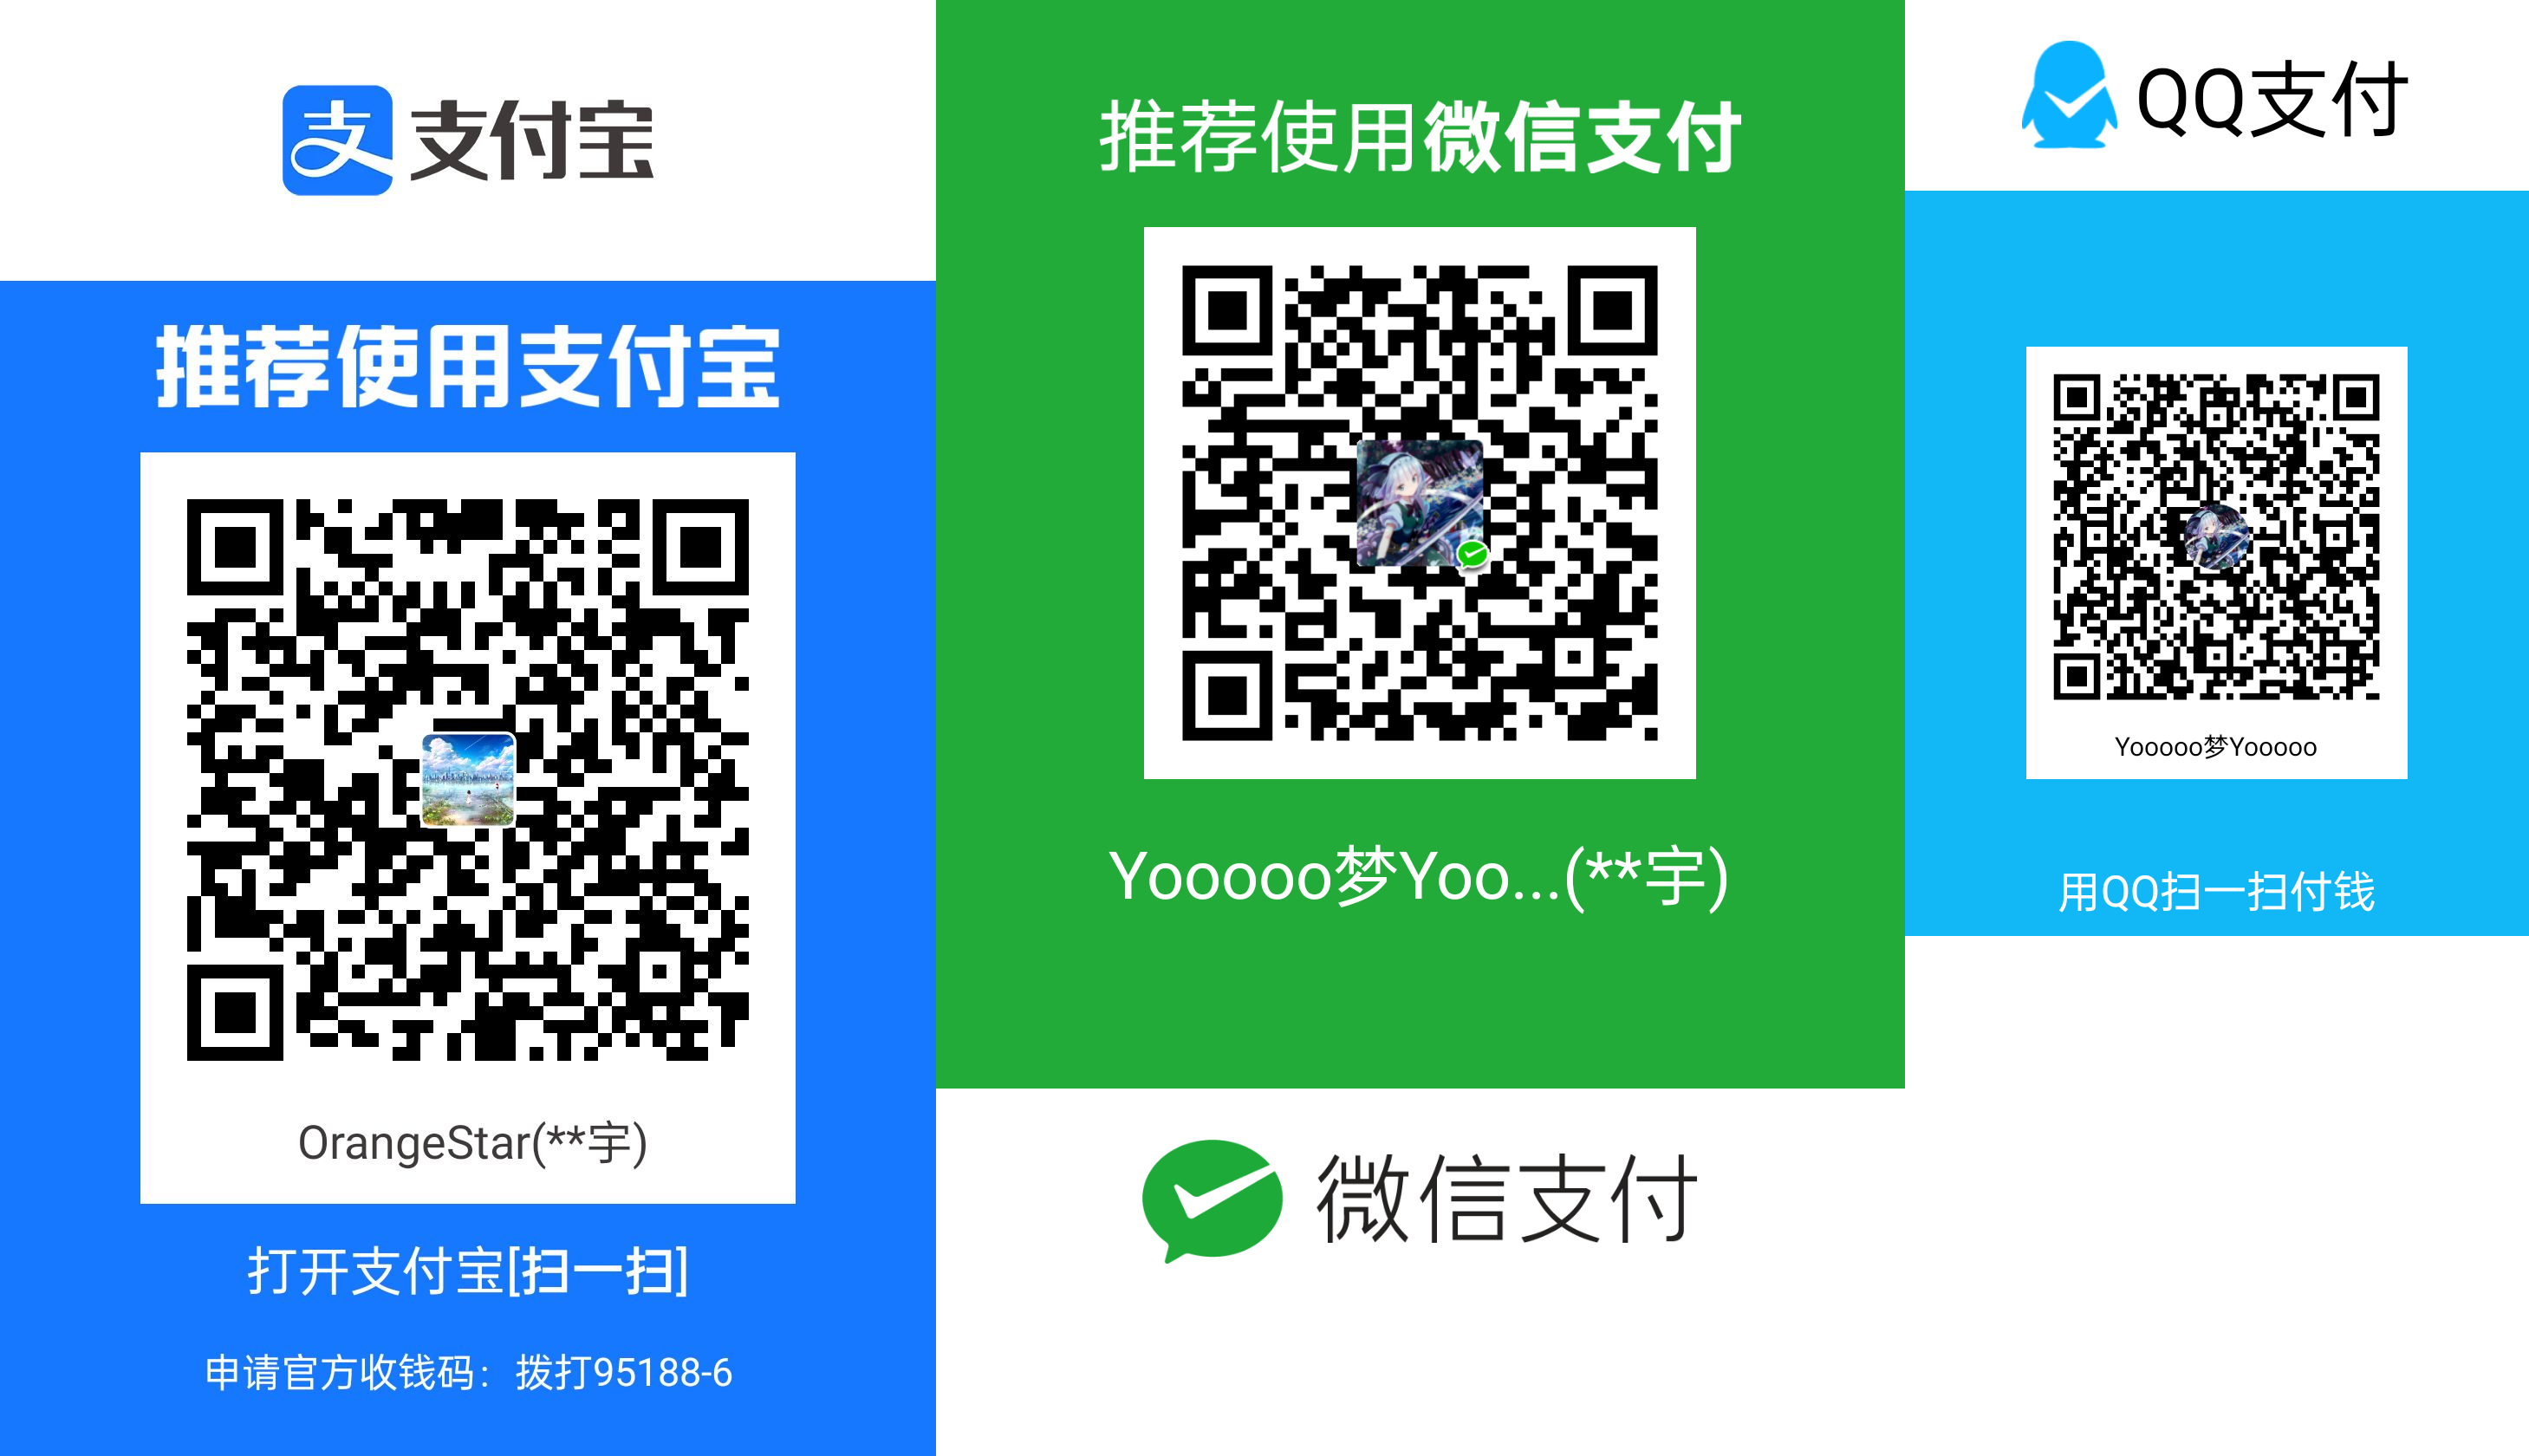 支付宝
推荐使用支付宝
OrangeStar(**宇)
打开支付宝[扫一扫]
申请官方收钱码：拨打95188-6
推荐使用微信支付
Yooooo梦Yoo...(**宇)
微信支付
QQ支付
Yooooo梦Yooooo
用QQ扫一扫付钱